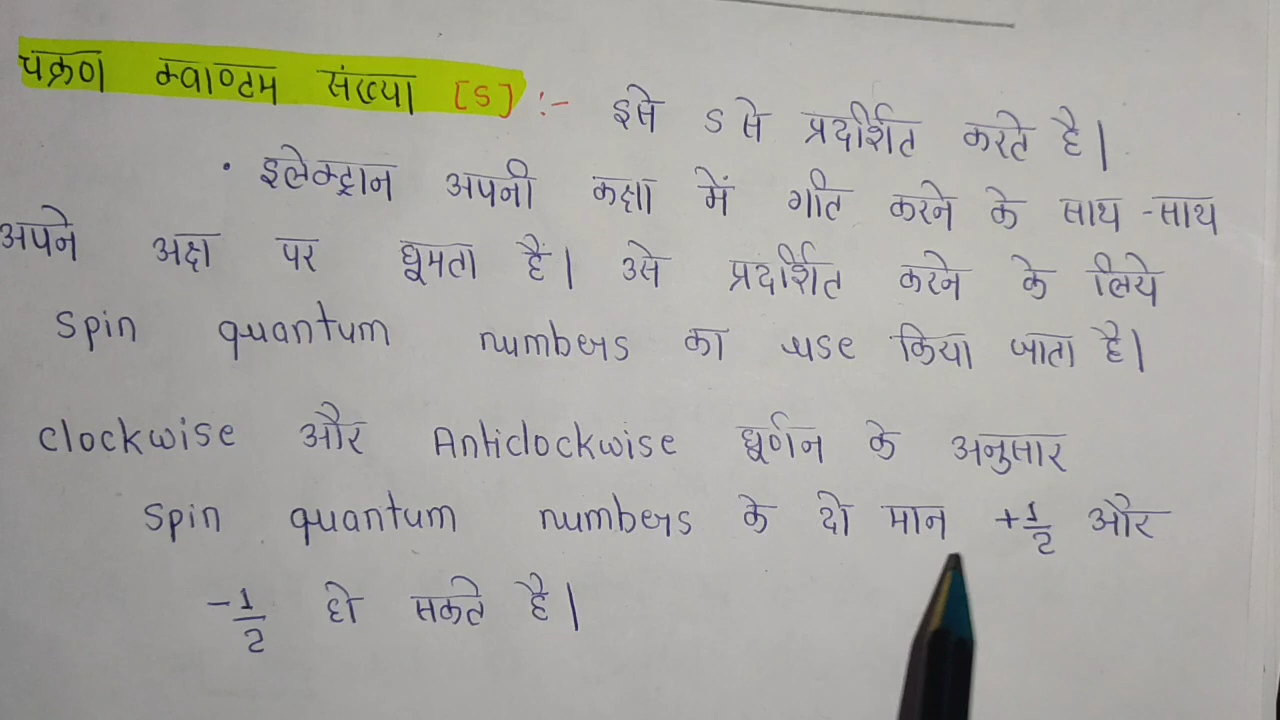 चक्रण क्वाण्टम संख्या [S] :- इसे S से प्रदर्शित करते है।
• इलेक्ट्रान अपनी कक्षा में गति करने के साथ-साथ
अपने अक्ष पर घूमता हैं। उसे प्रदर्शित करने के लिये
spin quantum numbers का use किया जाता है।
clockwise और Anticlockwise घूर्णन के अनुसार
spin quantum numbers के दो मान +1/2 और
-1/2 हो सकते है।